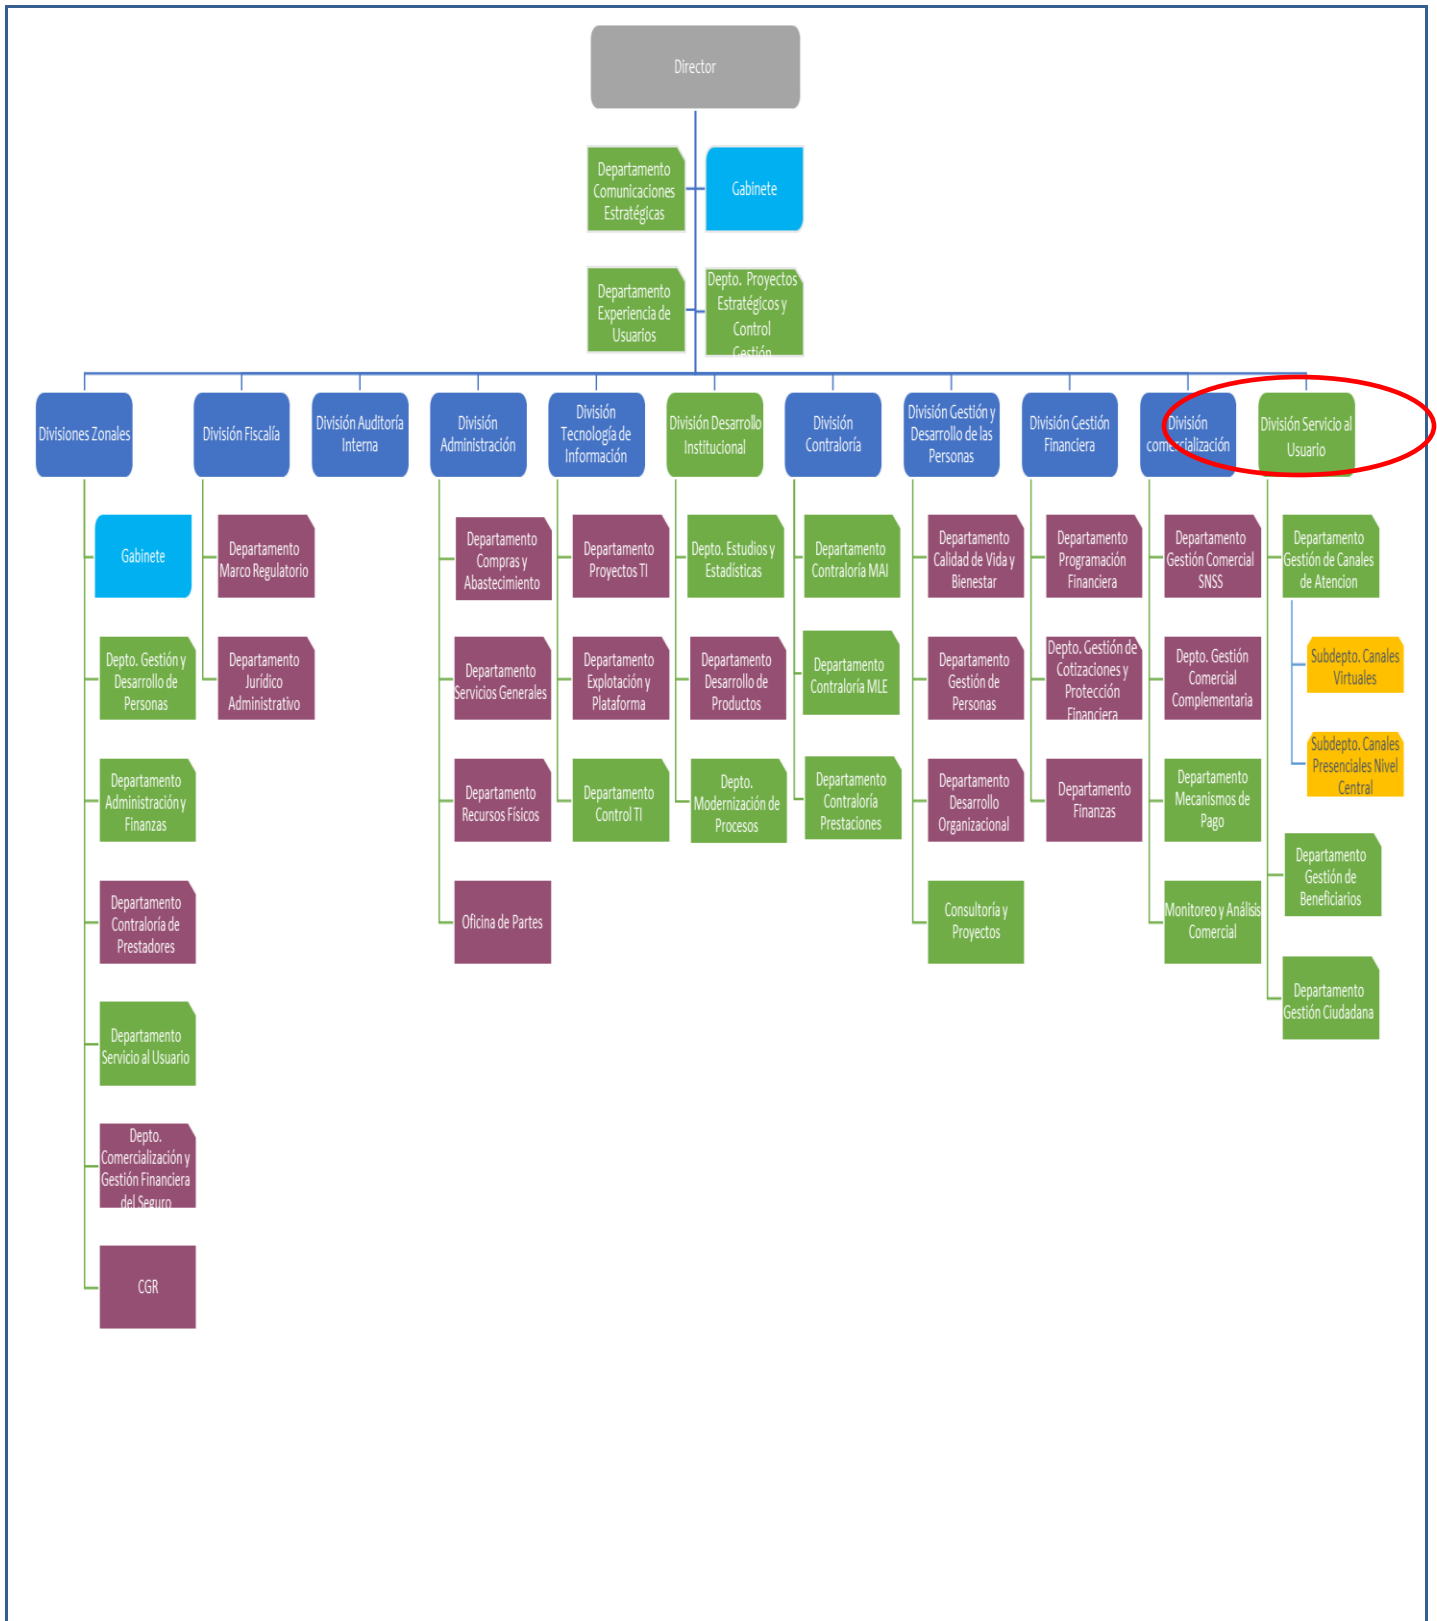 Director
Departamento
Comunicaciones
Estratégicas
Gabinete
Departamento
Experiencia de
Usuarios
Depto. Proyectos
Estratégicos y
Control
Gestión
Divisiones Zonales
División Fiscalía
División Auditoría
Interna
División
Administración
División
Tecnología de
Información
División Desarrollo
Institucional
División
Contraloría
División Gestión y
Desarrollo de las
Personas
División Gestión
Financiera
División
comercialización
División Servicio al
Usuario
Gabinete
Depto. Gestión y
Desarrollo de
Personas
Departamento
Administración y
Finanzas
Departamento
Contraloría de
Prestadores
Departamento
Servicio al Usuario
Depto.
Comercialización y
Gestión Financiera
del Seguro
CGR
Departamento
Marco Regulatorio
Departamento
Jurídico
Administrativo
Departamento
Compras y
Abastecimiento
Departamento
Servicios Generales
Departamento
Recursos Físicos
Oficina de Partes
Departamento
Proyectos TI
Departamento
Explotación y
Plataforma
Departamento
Control TI
Depto. Estudios y
Estadísticas
Departamento
Desarrollo de
Productos
Depto.
Modernización de
Procesos
Departamento
Contraloría MAI
Departamento
Contraloría MLE
Departamento
Contraloría
Prestaciones
Departamento
Calidad de Vida y
Bienestar
Departamento
Gestión de
Personas
Departamento
Desarrollo
Organizacional
Consultoría y
Proyectos
Departamento
Programación
Financiera
Depto. Gestión de
Cotizaciones y
Protección
Financiera
Departamento
Finanzas
Departamento
Gestión Comercial
SNSS
Depto. Gestión
Comercial
Complementaria
Departamento
Mecanismos de
Pago
Monitoreo y Análisis
Comercial
Departamento
Gestión de Canales
de Atencion
Subdepto. Canales
Virtuales
Subdepto. Canales
Presenciales Nivel
Central
Departamento
Gestión de
Beneficiarios
Departamento
Gestión Ciudadana